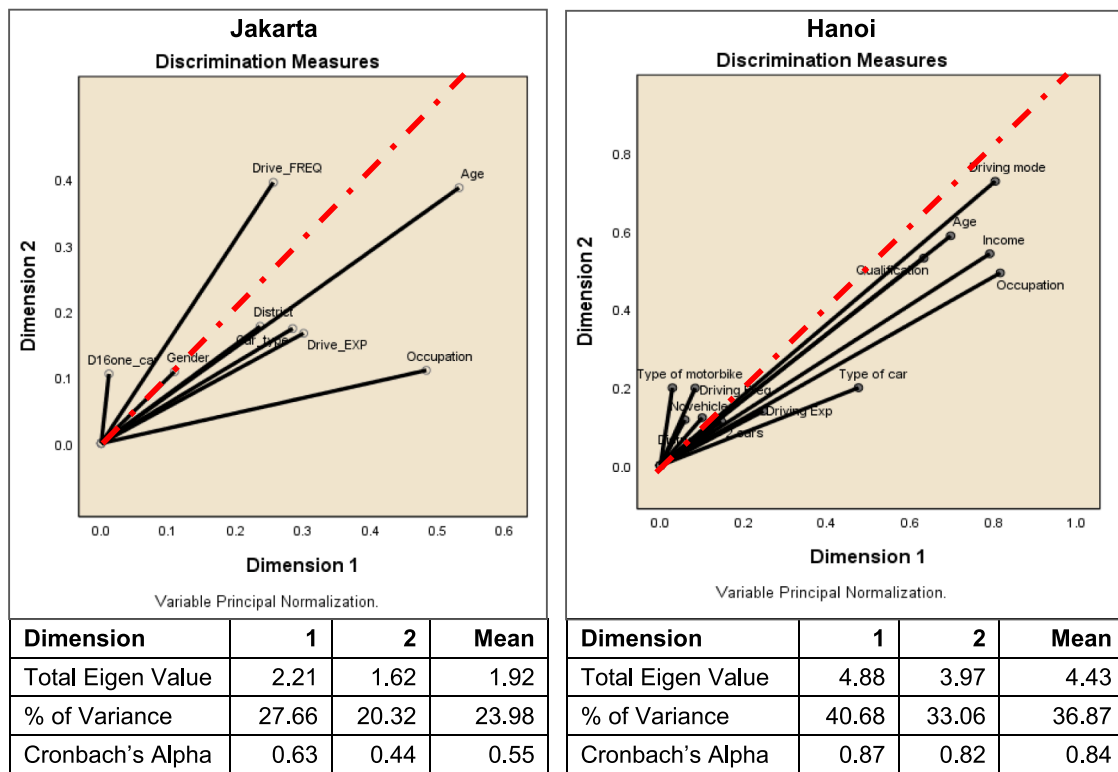 Jakarta
Discrimination Measures
Drive_FREQ
Age
District
Car_type
Drive_EXP
D16one_car
Gender
Occupation
Dimension 2
0.4
0.3
0.2
0.1
0.0
0.0 0.1 0.2 0.3 0.4 0.5 0.6
Dimension 1
Variable Principal Normalization.
Dimension 1 2 Mean
Total Eigen Value 2.21 1.62 1.92
% of Variance 27.66 20.32 23.98
Cronbach's Alpha 0.63 0.44 0.55
Hanoi
Discrimination Measures
Driving mode
Age
Income
Qualification
Occupation
Type of motorbike
Type of car
Driving Freq
Novehicle
Driving Exp
Dimension 2
0.8
0.6
0.4
0.2
0.0
0.0 0.2 0.4 0.6 0.8 1.0
Dimension 1
Variable Principal Normalization.
Dimension 1 2 Mean
Total Eigen Value 4.88 3.97 4.43
% of Variance 40.68 33.06 36.87
Cronbach's Alpha 0.87 0.82 0.84